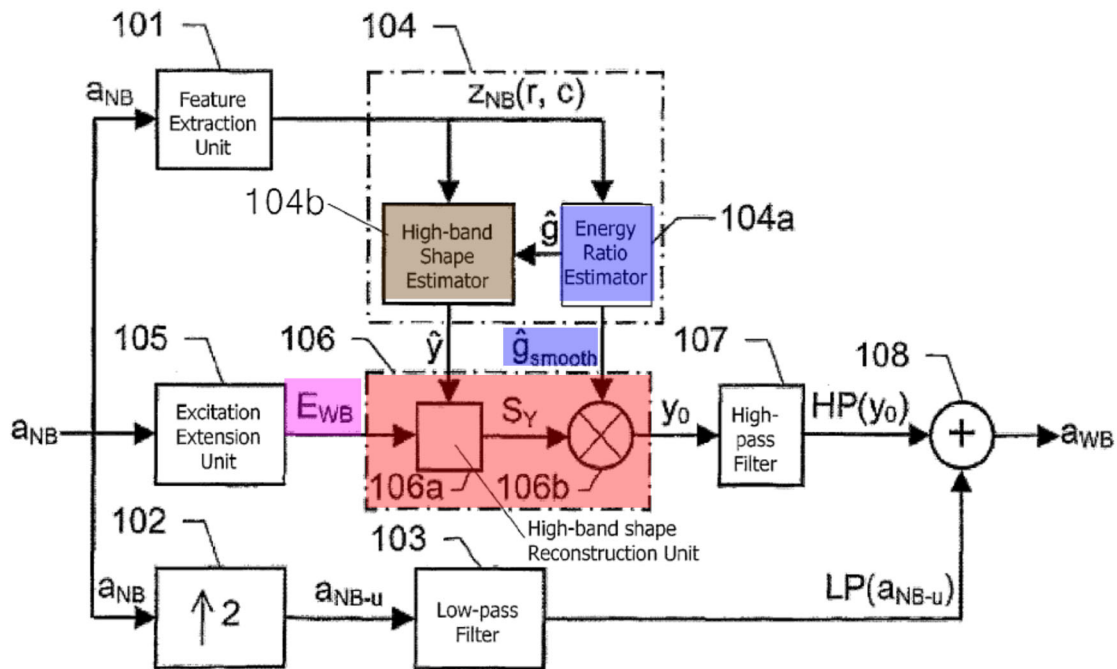 101
104
a_NB
Feature
Extraction
Unit
z_NB(r, c)
104b
High-band
Shape
Estimator
ĝ
Energy
Ratio
Estimator
104a
105
106
ŷ
ĝ_smooth
107
108
a_NB
Excitation
Extension
Unit
E_WB
S_Y
y_0
High-
pass
Filter
HP(y_0)
+
a_WB
106a
106b
High-band shape
Reconstruction Unit
102
103
a_NB
↑2
a_NB-u
Low-pass
Filter
LP(a_NB-u)